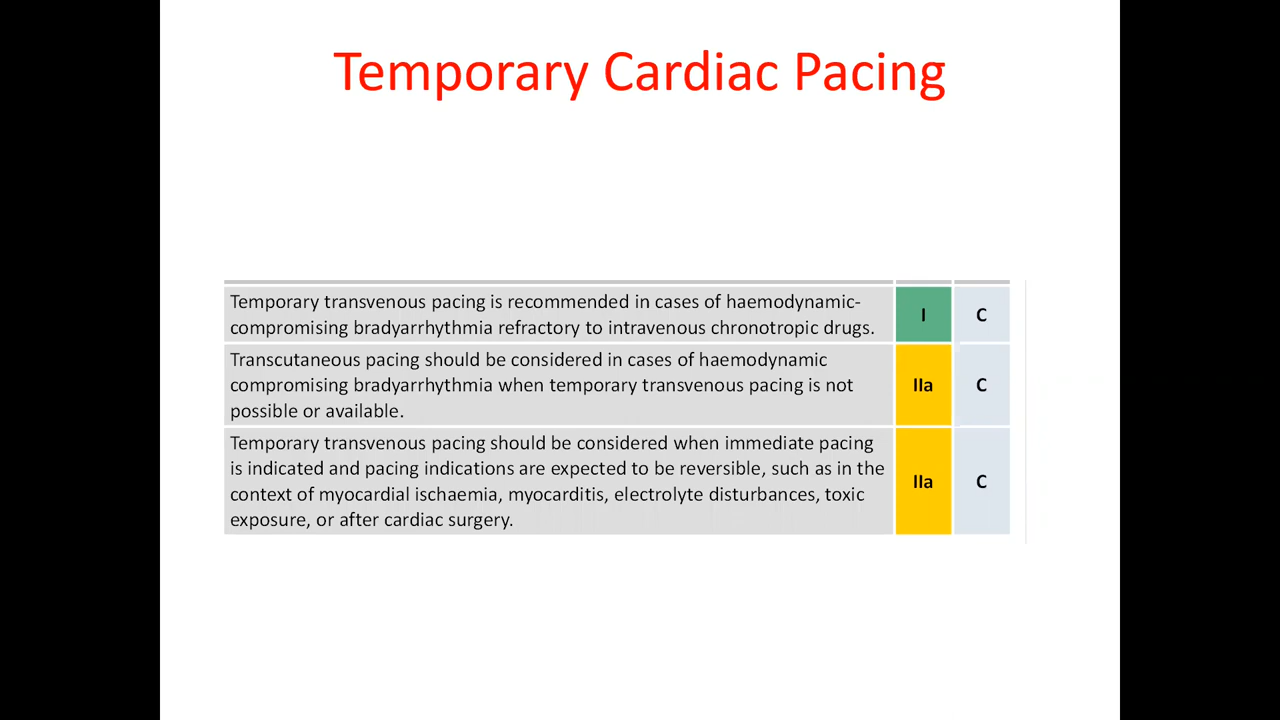 Temporary Cardiac Pacing
Temporary transvenous pacing is recommended in cases of haemodynamic-
compromising bradyarrhythmia refractory to intravenous chronotropic drugs.
I
C
Transcutaneous pacing should be considered in cases of haemodynamic
compromising bradyarrhythmia when temporary transvenous pacing is not
possible or available.
IIa
C
Temporary transvenous pacing should be considered when immediate pacing
is indicated and pacing indications are expected to be reversible, such as in the
context of myocardial ischaemia, myocarditis, electrolyte disturbances, toxic
exposure, or after cardiac surgery.
IIa
C